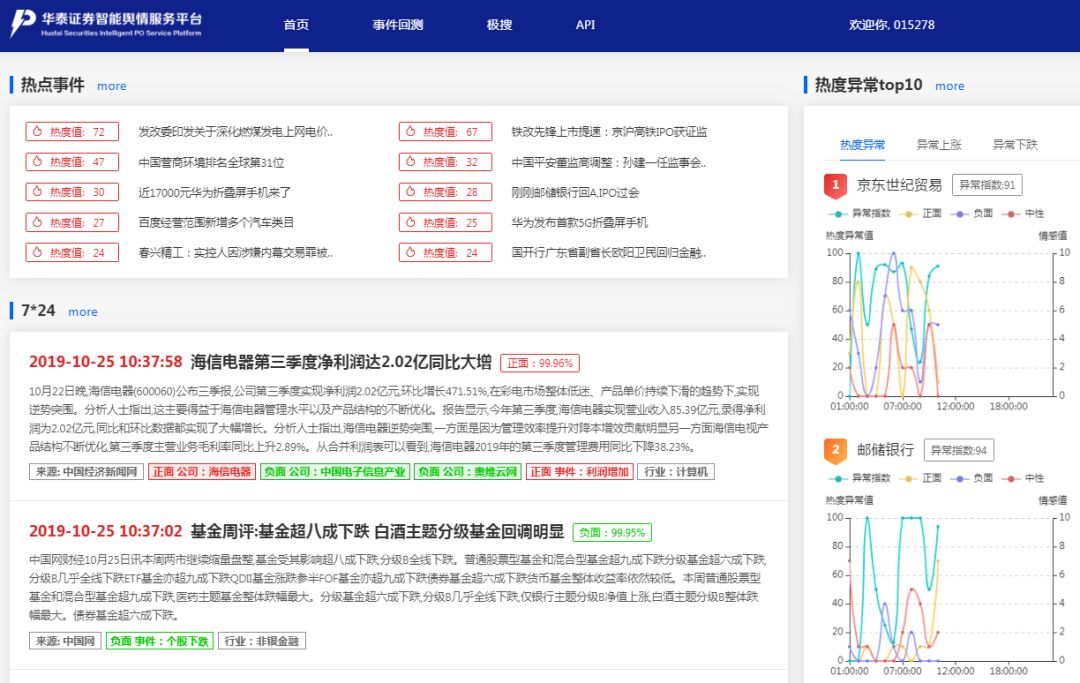 华泰证券智能舆情服务平台
Huatai Securities Intelligent PO Service Platform
首页 事件回测 极搜 API 欢迎你, 015278
热点事件 more
热度值: 72 发改委印发关于深化燃煤发电上网电价..
热度值: 67 铁改先锋上市提速：京沪高铁IPO获证监
热度值: 47 中国营商环境排名全球第31位
热度值: 32 中国平安董监高调整：孙建一任监事会..
热度值: 30 近17000元华为折叠屏手机来了
热度值: 28 刚刚邮储银行回A,IPO过会
热度值: 27 百度经营范围新增多个汽车类目
热度值: 25 华为发布首款5G折叠屏手机
热度值: 24 春兴精工：实控人因涉嫌内幕交易罪被..
热度值: 24 国开行广东省副省长欧阳卫民回归金融..
7*24 more
2019-10-25 10:37:58 海信电器第三季度净利润达2.02亿同比大增 正面：99.96%
10月22日晚,海信电器(600060)公布三季报,公司第三季度实现净利润2.02亿元,环比增长471.51%,在彩电市场整体低迷、产品单价持续下滑的趋势下,实现
逆势突围。分析人士指出,这主要得益于海信电器管理水平以及产品结构的不断优化。报告显示,今年第三季度,海信电器实现营业收入85.39亿元,录得净利
润为2.02亿元,同比和环比数据都实现了大幅增长。分析人士指出,海信电器逆势突围,一方面是因为管理效率提升对降本增效贡献明显另一方面海信电视产
品结构不断优化,第三季度主营业务毛利率同比上升2.89%。从合并利润表可以看到,海信电器2019年的第三季度管理费用同比下降38.23%。
来源: 中国经济新闻网 正面 公司：海信电器 负面 公司：中国电子信息产业 负面 公司：奥维云网 正面 事件：利润增加 行业：计算机
2019-10-25 10:37:02 基金周评:基金超八成下跌 白酒主题分级基金回调明显 负面：99.95%
中国网财经10月25日讯本周两市继续缩量盘整,基金受其影响超八成下跌,分级B全线下跌。普通股票型基金和混合型基金超九成下跌分级基金超六成下跌,
分级B几乎全线下跌ETF基金亦超九成下跌QDII基金涨跌参半FOF基金亦超九成下跌债券基金超六成下跌货币基金整体收益率依然较低。本周普通股票型
基金和混合型基金超九成下跌,医药主题基金整体跌幅最大。分级基金超六成下跌,分级B几乎全线下跌,仅银行主题分级B净值上涨,白酒主题分级B整体跌
幅最大。债券基金超六成下跌。
来源: 中国网 负面 事件：个股下跌 行业：非银金融
热度异常top10 more
热度异常 异常上涨 异常下跌
1 京东世纪贸易 异常指数:91
异常指数 正面 负面 中性
热度异常值 情感值
100 10
80 8
60 6
40 4
20 2
0 0
01:00:00 07:00:00 12:00:00 18:00:00
2 邮储银行 异常指数:94
异常指数 正面 负面 中性
热度异常值 情感值
100 10
80 8
60 6
40 4
20 2
0 0
01:00:00 07:00:00 12:00:00 18:00:00